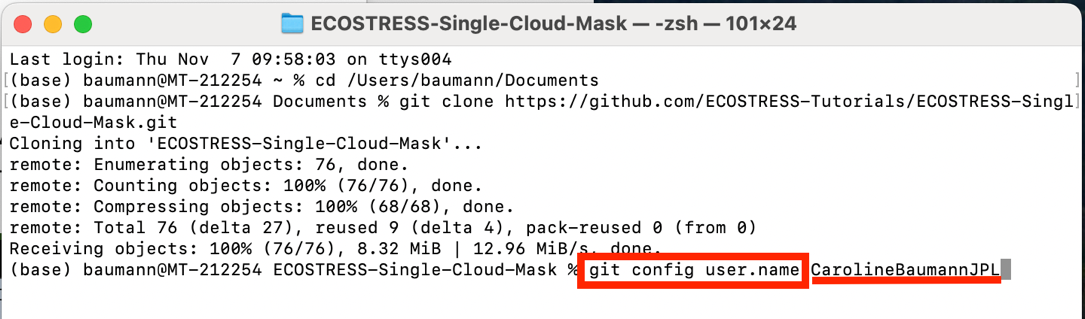 ECOSTRESS-Single-Cloud-Mask — -zsh — 101×24
Last login: Thu Nov  7 09:58:03 on ttys004
[(base) baumann@MT-212254 ~ % cd /Users/baumann/Documents ]
[(base) baumann@MT-212254 Documents % git clone https://github.com/ECOSTRESS-Tutorials/ECOSTRESS-Singl]
e-Cloud-Mask.git
Cloning into 'ECOSTRESS-Single-Cloud-Mask'...
remote: Enumerating objects: 76, done.
remote: Counting objects: 100% (76/76), done.
remote: Compressing objects: 100% (68/68), done.
remote: Total 76 (delta 27), reused 9 (delta 4), pack-reused 0 (from 0)
Receiving objects: 100% (76/76), 8.32 MiB | 12.96 MiB/s, done.
(base) baumann@MT-212254 ECOSTRESS-Single-Cloud-Mask % git config user.name CarolineBaumannJPL